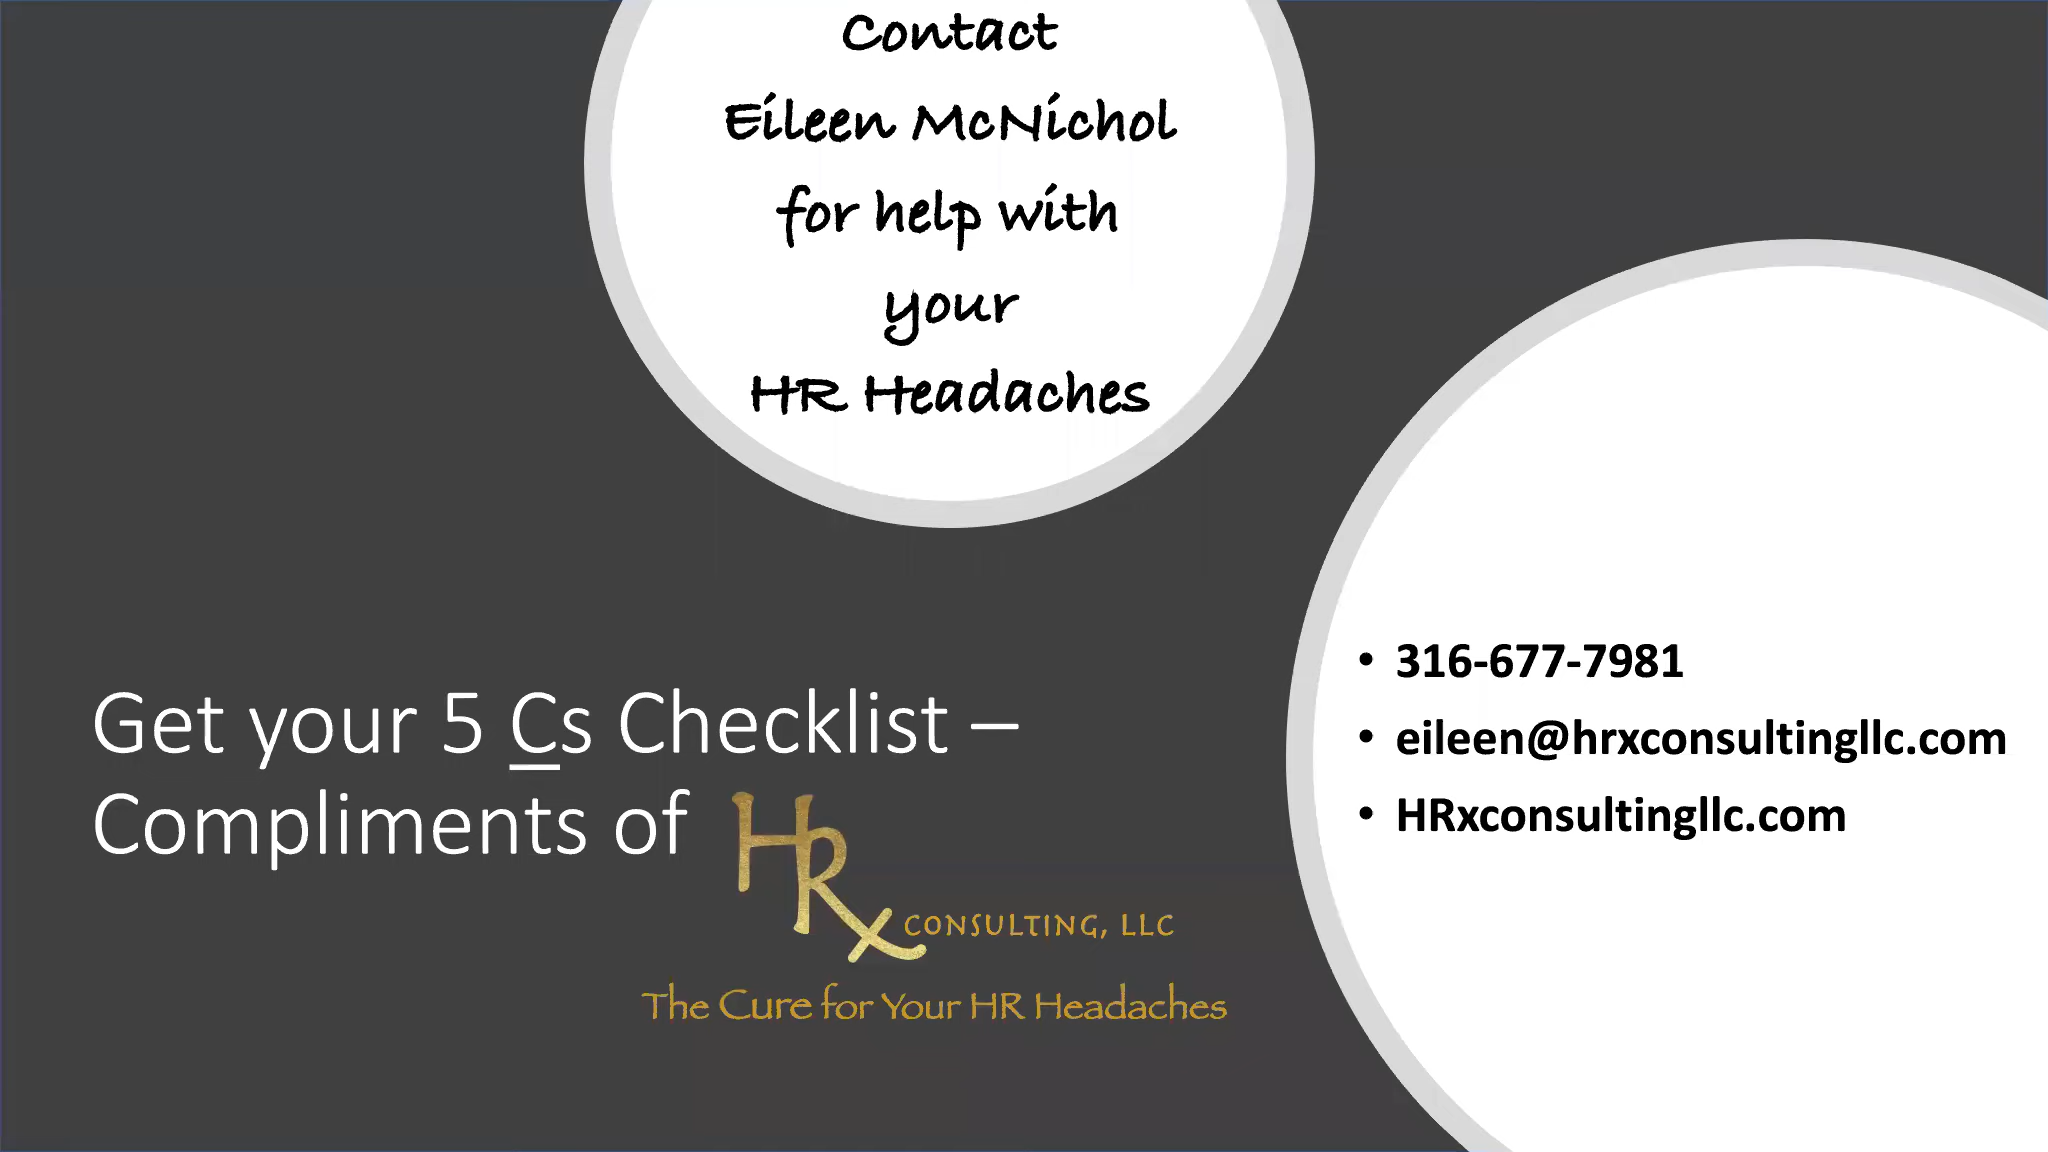 Contact
Eileen McNichol
for help with
your
HR Headaches
Get your 5 Cs Checklist –
Compliments of
HRx CONSULTING, LLC
The Cure for Your HR Headaches
• 316-677-7981
• eileen@hrxconsultingllc.com
• HRxconsultingllc.com